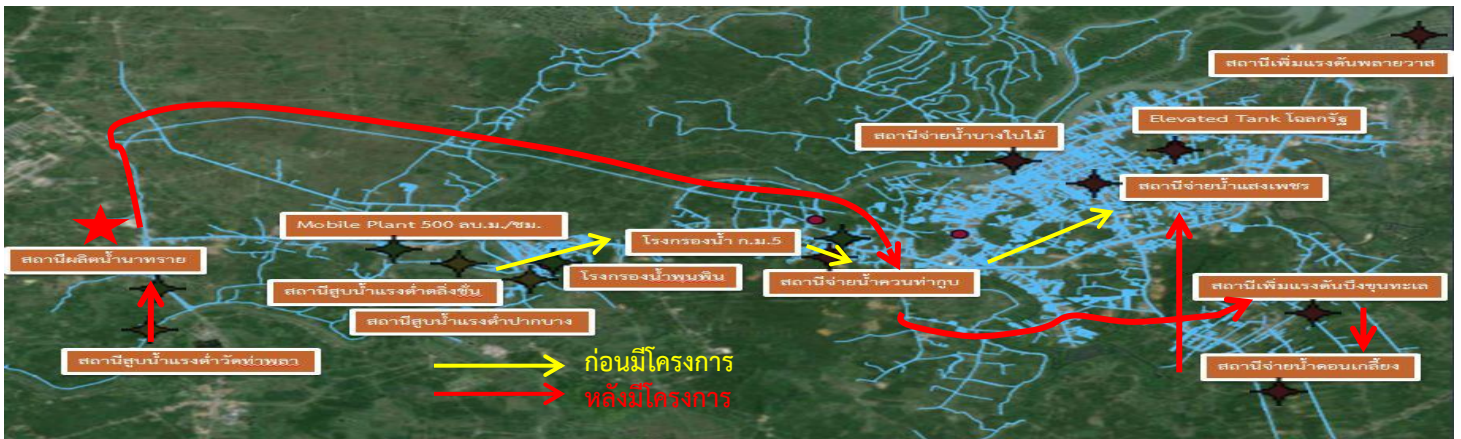 สถานีเพิ่มแรงดันพลายวาส
Elevated Tank โฉลกรัฐ
สถานีจ่ายน้ำบางใบไม้
สถานีจ่ายน้ำแสงเพชร
Mobile Plant 500 ลบ.ม./ชม.
โรงกรองน้ำ ก.ม.5
สถานีผลิตน้ำนาทราย
โรงกรองน้ำพุนพิน
สถานีจ่ายน้ำควนท่ากูบ
สถานีสูบน้ำแรงต่ำตลิ่งชัน
สถานีเพิ่มแรงดันบึงขุนทะเล
สถานีสูบน้ำแรงต่ำปากบาง
สถานีสูบน้ำแรงต่ำวัดท่าพลา
สถานีจ่ายน้ำดอนเกลี้ยง
ก่อนมีโครงการ
หลังมีโครงการ